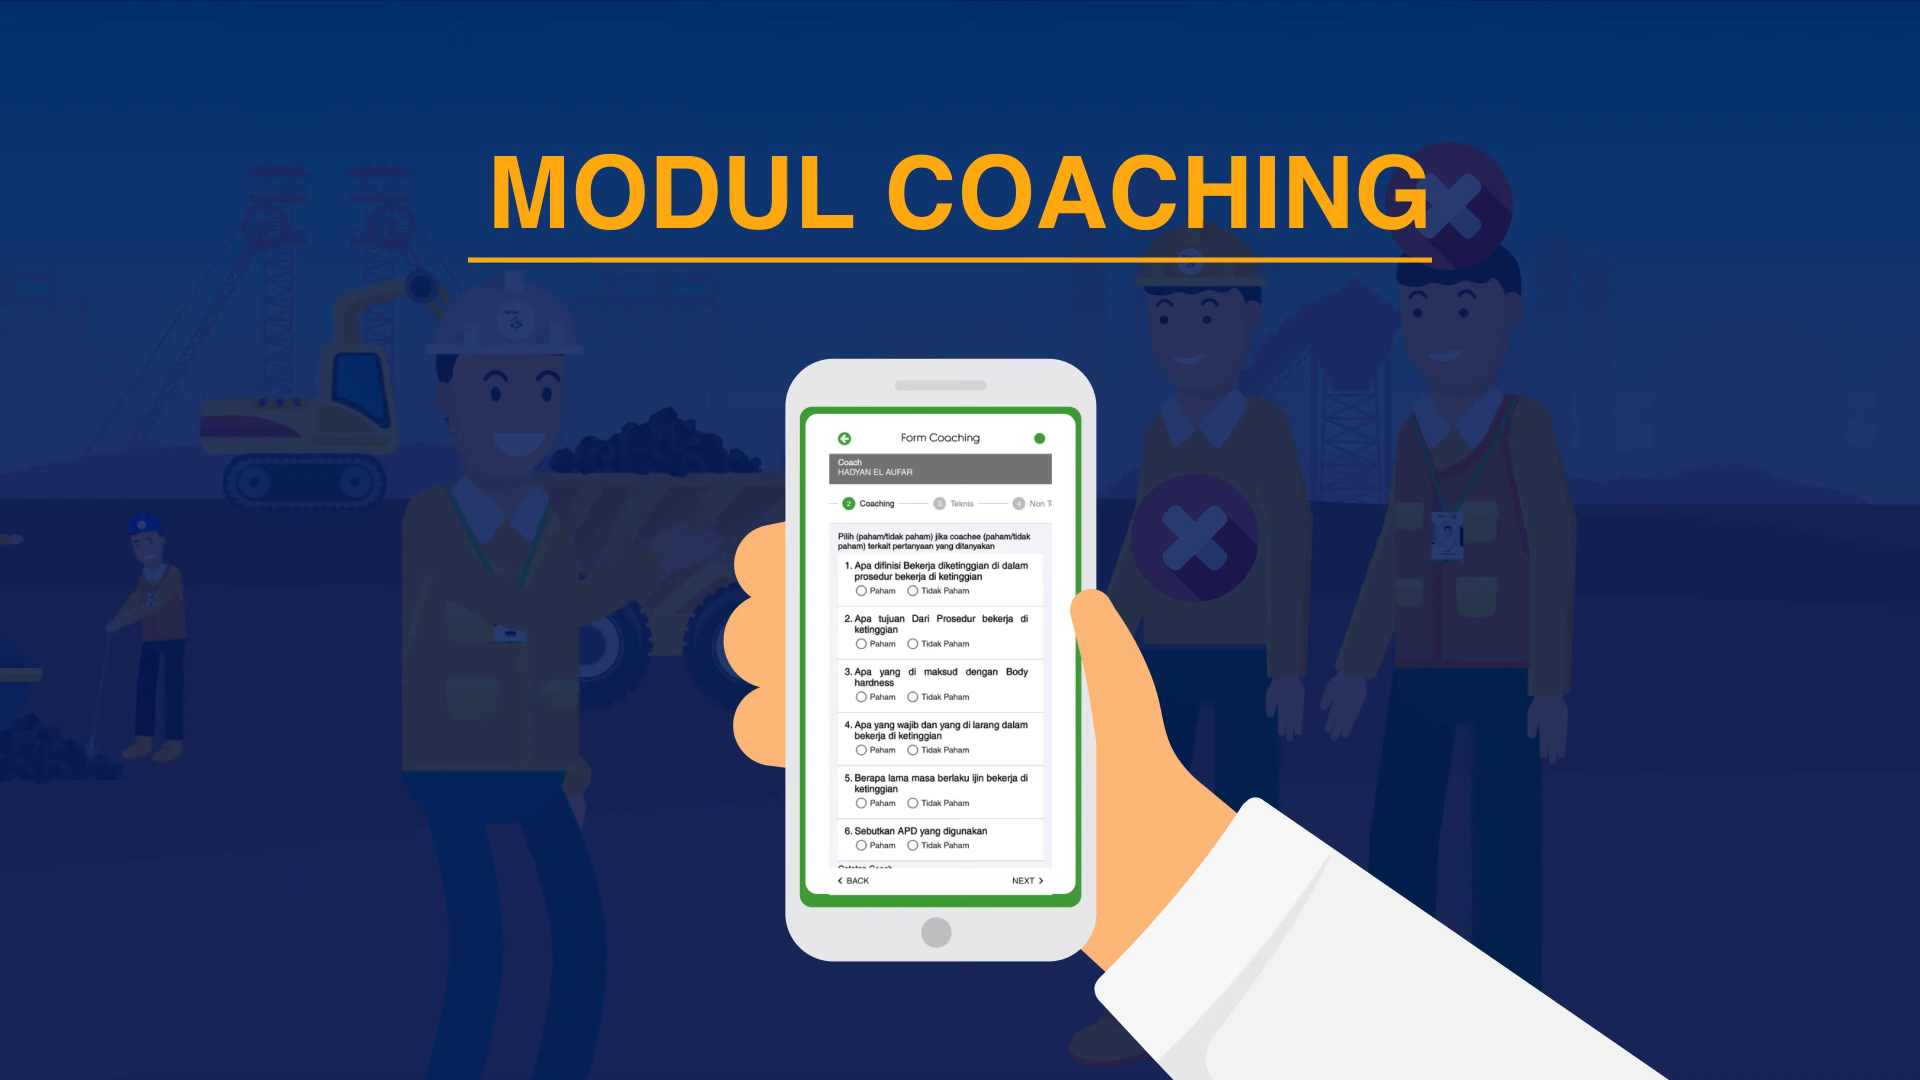 MODUL COACHING
Form Coaching
Coach
HADYAN EL AUFAR
2 Coaching 3 Teknis 4 Non T
Pilih (paham/tidak paham) jika coachee (paham/tidak
paham) terkait pertanyaan yang ditanyakan
1. Apa difinisi Bekerja diketinggian di dalam
prosedur bekerja di ketinggian
Paham Tidak Paham
2. Apa tujuan Dari Prosedur bekerja di
ketinggian
Paham Tidak Paham
3. Apa yang di maksud dengan Body
hardness
Paham Tidak Paham
4. Apa yang wajib dan yang di larang dalam
bekerja di ketinggian
Paham Tidak Paham
5. Berapa lama masa berlaku ijin bekerja di
ketinggian
Paham Tidak Paham
6. Sebutkan APD yang digunakan
Paham Tidak Paham
BACK NEXT